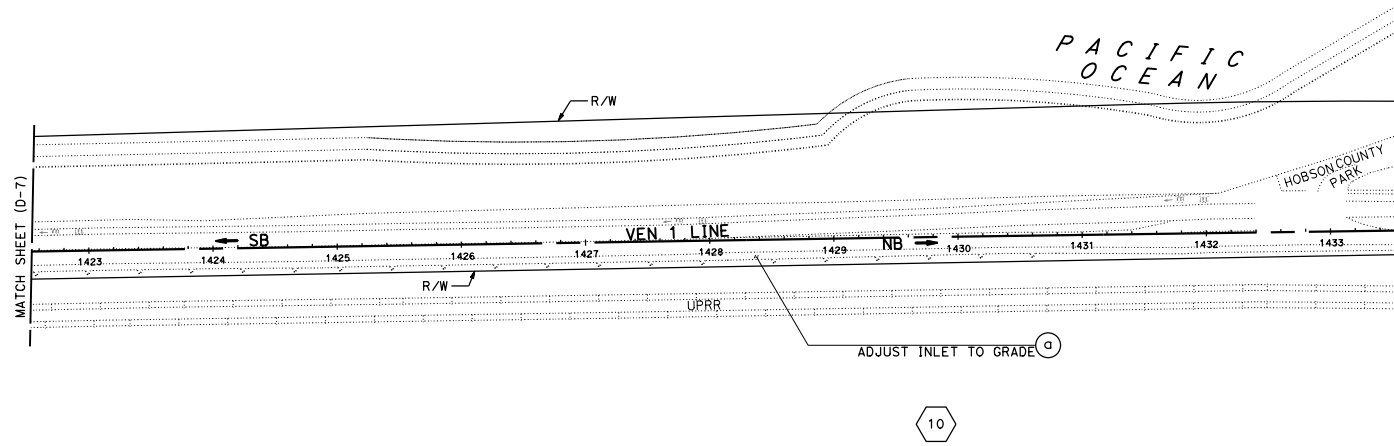 PACIFIC
OCEAN
R/W
HOBSON COUNTY
PARK
MATCH SHEET (D-7)
SB
VEN 1 LINE
NB
1423 1424 1425 1426 1427 1428 1429 1430 1431 1432 1433
R/W
UPRR
ADJUST INLET TO GRADE a
10